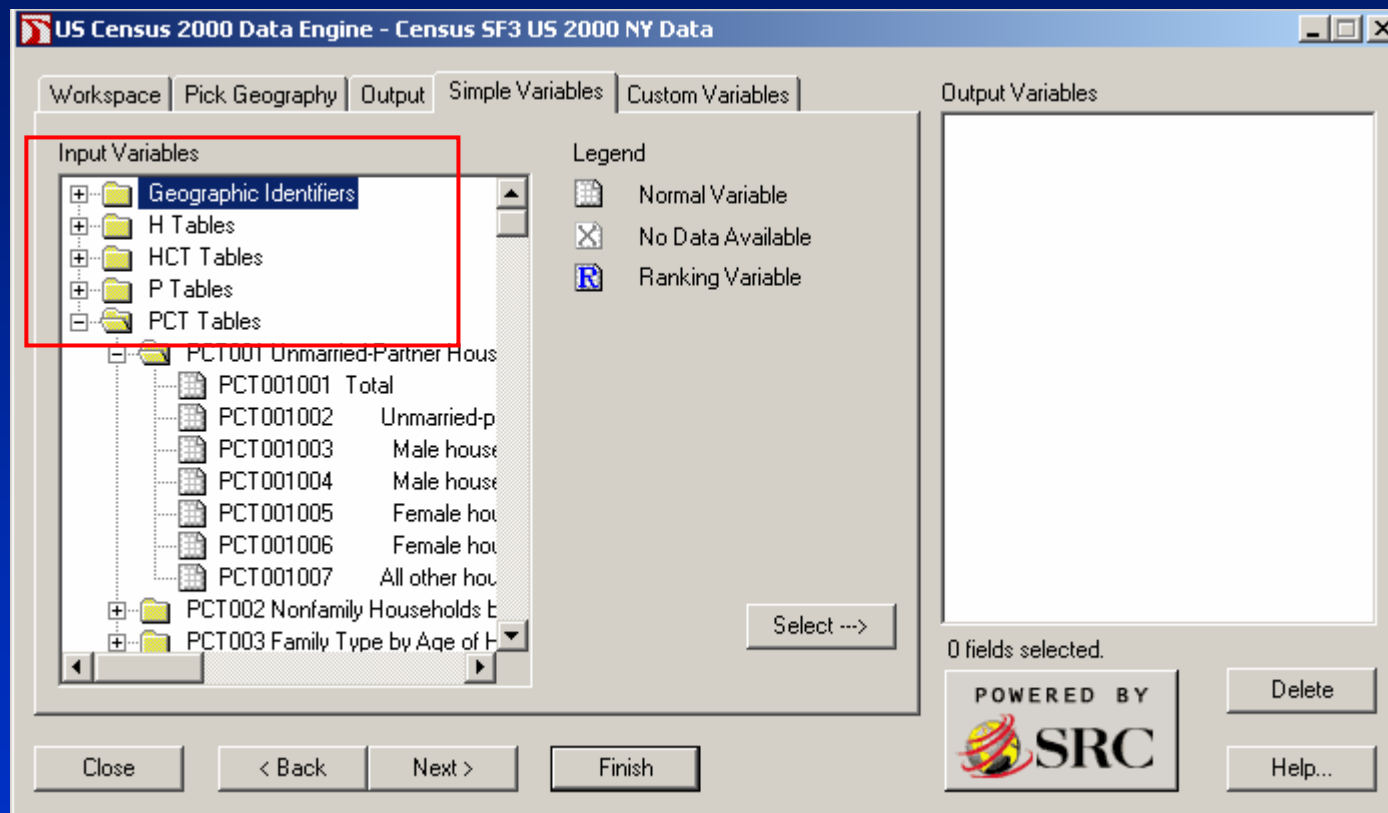 US Census 2000 Data Engine - Census SF3 US 2000 NY Data
Workspace
Pick Geography
Output
Simple Variables
Custom Variables
Input Variables
Geographic Identifiers
H Tables
HCT Tables
P Tables
PCT Tables
PCT001 Unmarried-Partner Hous
PCT001001 Total
PCT001002 Unmarried-p
PCT001003 Male house
PCT001004 Male house
PCT001005 Female hou
PCT001006 Female hou
PCT001007 All other hou
PCT002 Nonfamily Households b
PCT003 Family Type by Age of H
Legend
Normal Variable
No Data Available
R Ranking Variable
Select --->
Output Variables
0 fields selected.
POWERED BY
SRC
Delete
Help...
Close
< Back
Next >
Finish